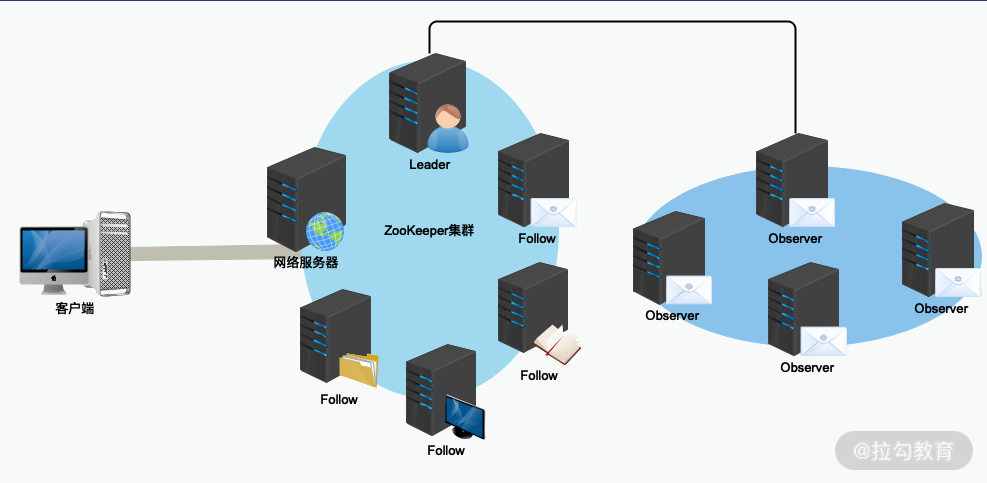 Leader
ZooKeeper集群
Follow
网络服务器
客户端
Follow
Follow
Follow
Observer
Observer
Observer
Observer
@拉勾教育